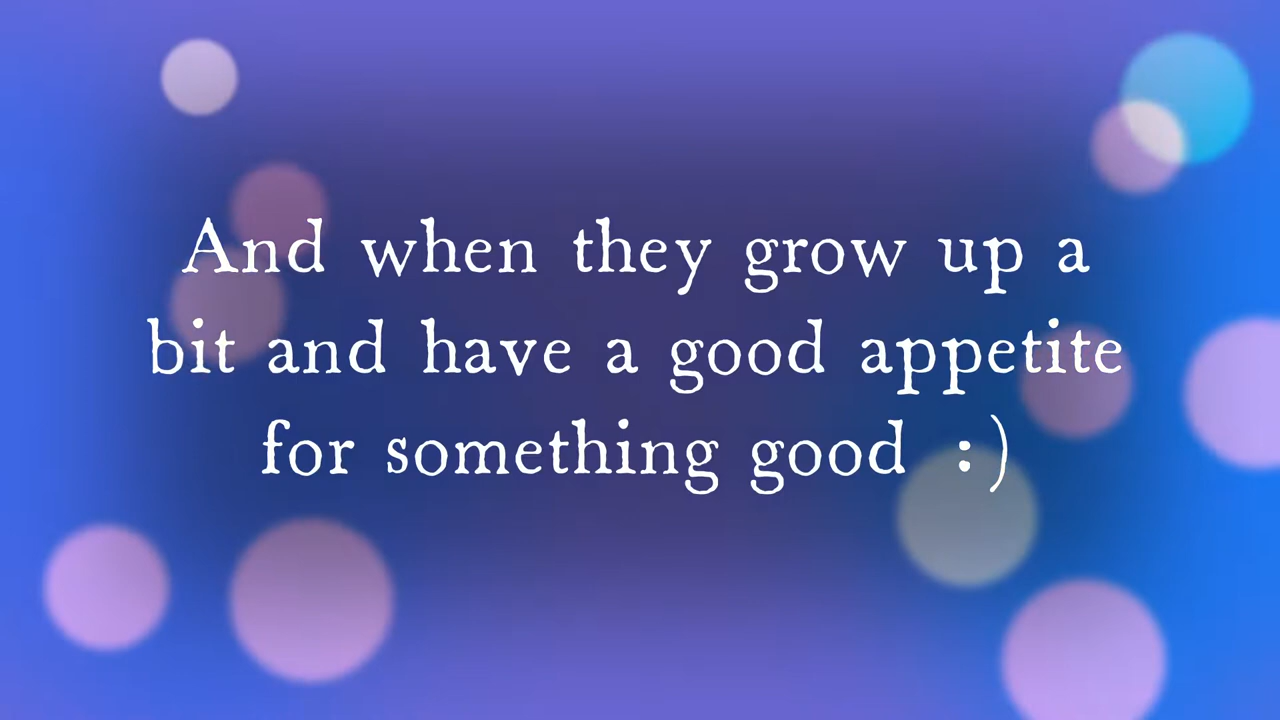 And when they grow up a
bit and have a good appetite
for something good :)